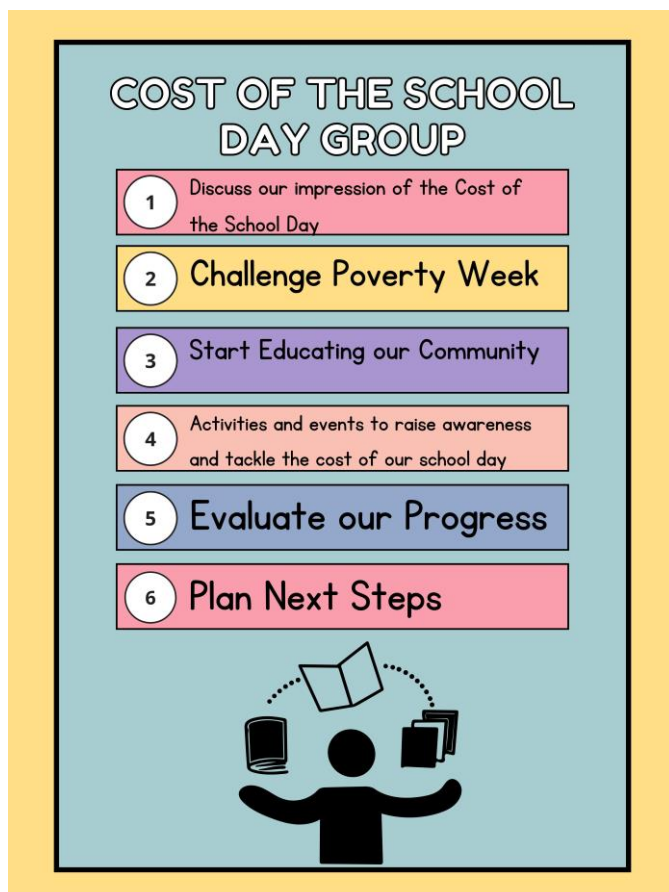 COST OF THE SCHOOL
DAY GROUP
1
Discuss our impression of the Cost of
the School Day
2
Challenge Poverty Week
3
Start Educating our Community
4
Activities and events to raise awareness
and tackle the cost of our school day
5
Evaluate our Progress
6
Plan Next Steps